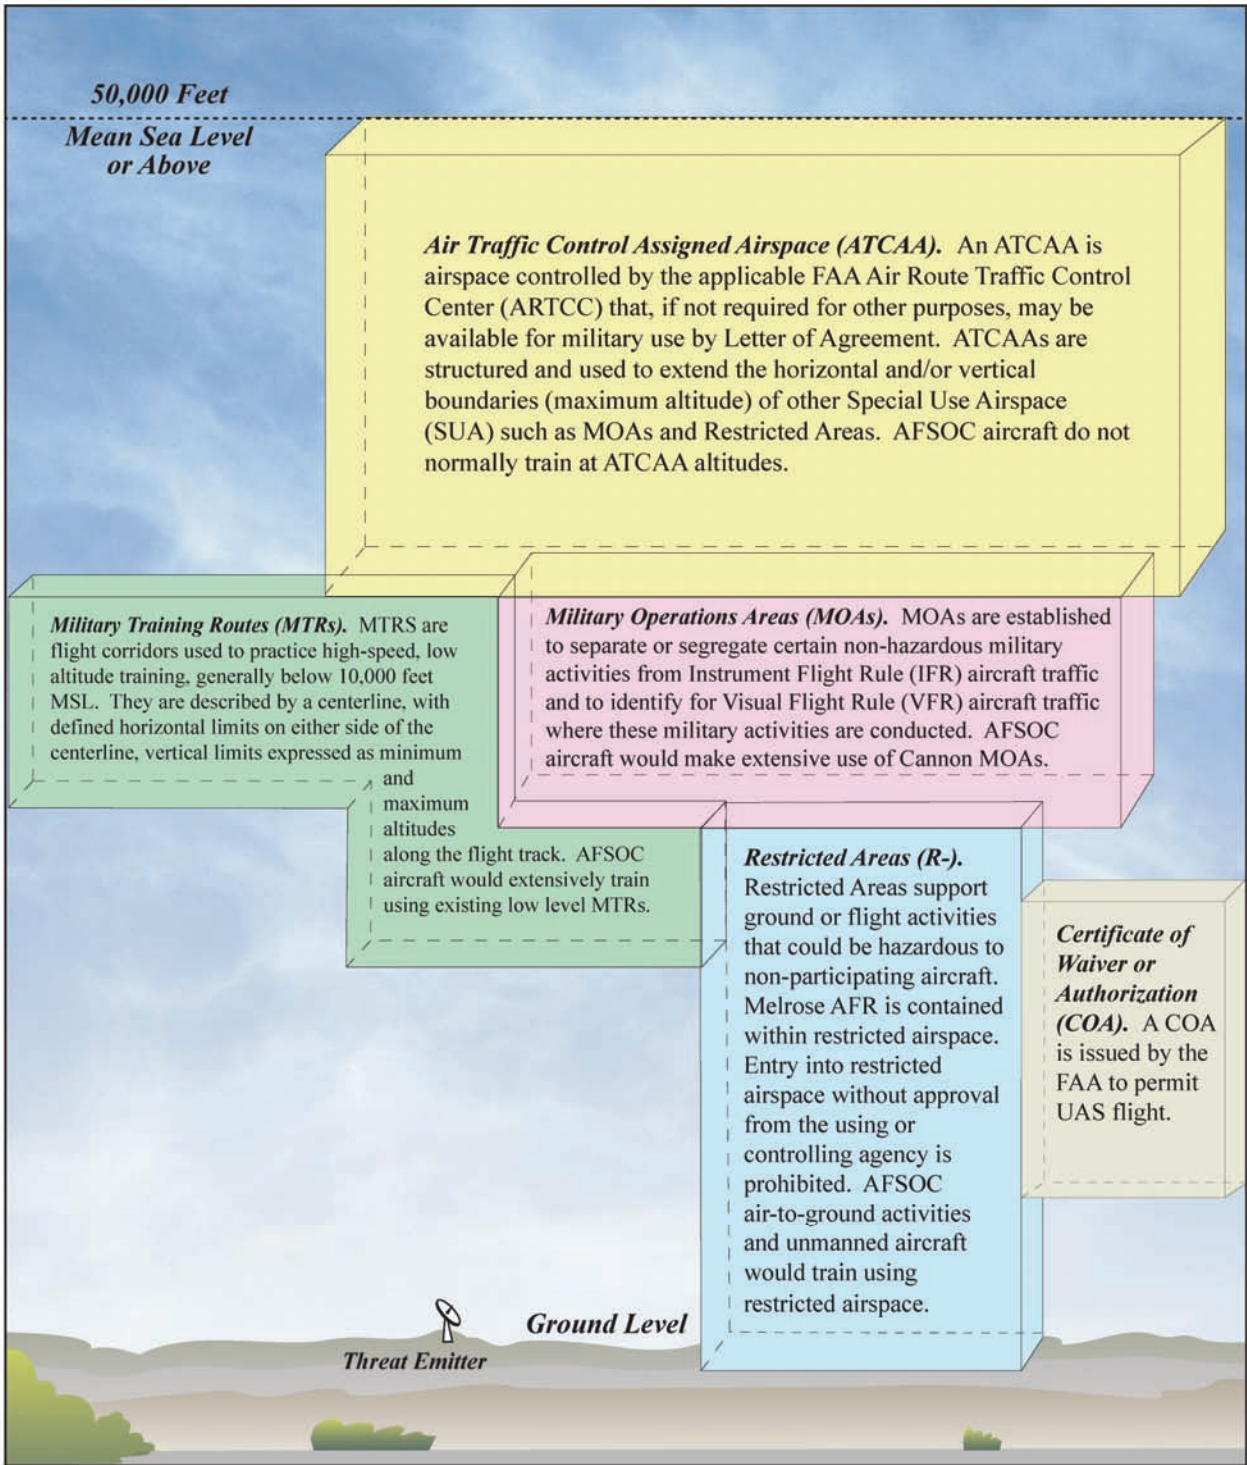 50,000 Feet
Mean Sea Level
or Above
Air Traffic Control Assigned Airspace (ATCAA). An ATCAA is
airspace controlled by the applicable FAA Air Route Traffic Control
Center (ARTCC) that, if not required for other purposes, may be
available for military use by Letter of Agreement. ATCAAs are
structured and used to extend the horizontal and/or vertical
boundaries (maximum altitude) of other Special Use Airspace
(SUA) such as MOAs and Restricted Areas. AFSOC aircraft do not
normally train at ATCAA altitudes.
Military Training Routes (MTRs). MTRS are
flight corridors used to practice high-speed, low
altitude training, generally below 10,000 feet
MSL. They are described by a centerline, with
defined horizontal limits on either side of the
centerline, vertical limits expressed as minimum
and
maximum
altitudes
along the flight track. AFSOC
aircraft would extensively train
using existing low level MTRs.
Military Operations Areas (MOAs). MOAs are established
to separate or segregate certain non-hazardous military
activities from Instrument Flight Rule (IFR) aircraft traffic
and to identify for Visual Flight Rule (VFR) aircraft traffic
where these military activities are conducted. AFSOC
aircraft would make extensive use of Cannon MOAs.
Restricted Areas (R-).
Restricted Areas support
ground or flight activities
that could be hazardous to
non-participating aircraft.
Melrose AFR is contained
within restricted airspace.
Entry into restricted
airspace without approval
from the using or
controlling agency is
prohibited. AFSOC
air-to-ground activities
and unmanned aircraft
would train using
restricted airspace.
Certificate of
Waiver or
Authorization
(COA). A COA
is issued by the
FAA to permit
UAS flight.
Ground Level
Threat Emitter